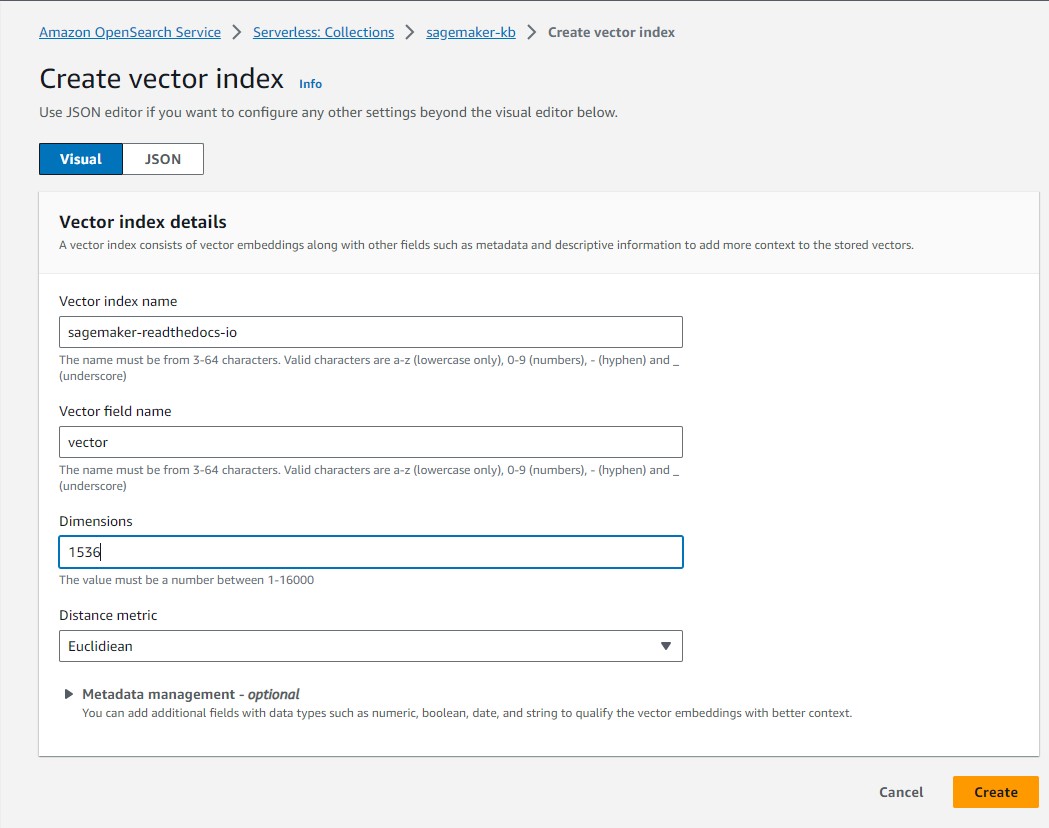 Amazon OpenSearch Service > Serverless: Collections > sagemaker-kb > Create vector index
Create vector index Info
Use JSON editor if you want to configure any other settings beyond the visual editor below.
Visual JSON
Vector index details
A vector index consists of vector embeddings along with other fields such as metadata and descriptive information to add more context to the stored vectors.
Vector index name
sagemaker-readthedocs-io
The name must be from 3-64 characters. Valid characters are a-z (lowercase only), 0-9 (numbers), - (hyphen) and _
(underscore)
Vector field name
vector
The name must be from 3-64 characters. Valid characters are a-z (lowercase only), 0-9 (numbers), - (hyphen) and _
(underscore)
Dimensions
1536
The value must be a number between 1-16000
Distance metric
Euclidiean
Metadata management - optional
You can add additional fields with data types such as numeric, boolean, date, and string to qualify the vector embeddings with better context.
Cancel Create